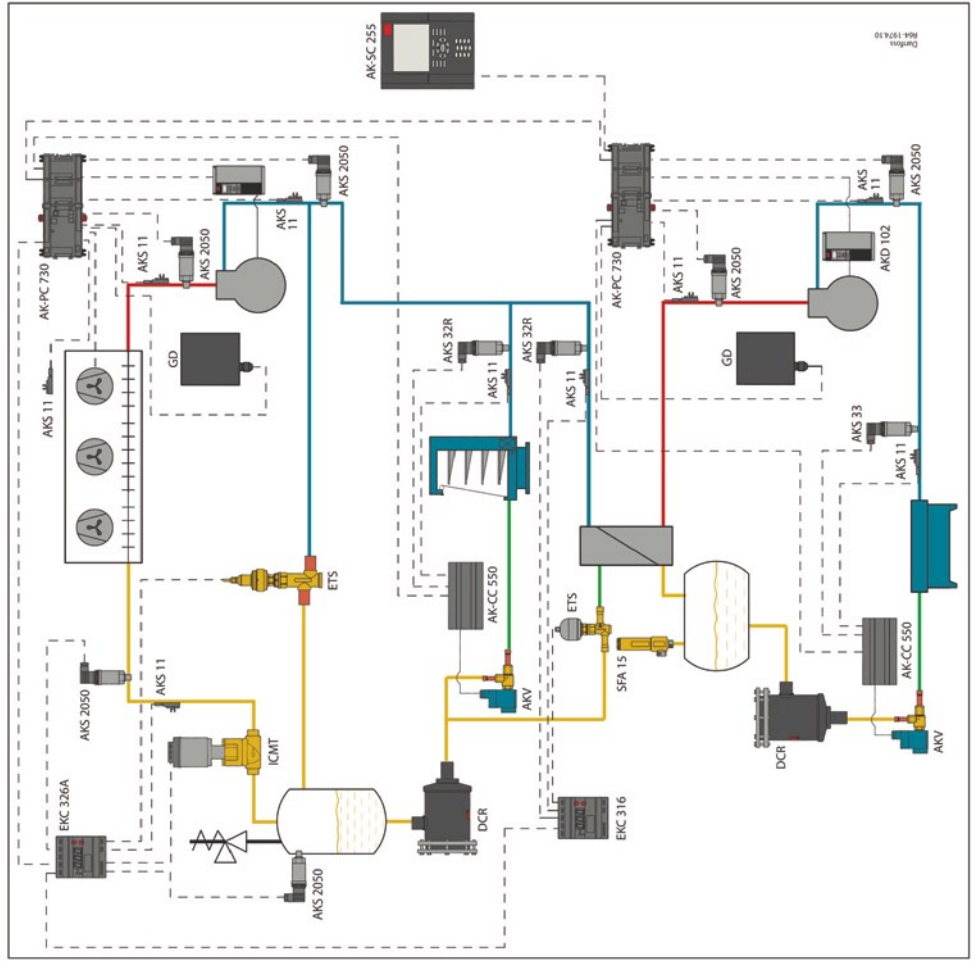 AK-SC 255
Danfoss
R64-1974.10
AK-PC 730
AKS 11
AKS 2050
AKS 2050
AKS
11
AKS 11
GD
AK-PC 730
AKS 11
AKS 2050
AKS
11
AKS 2050
AKD 102
GD
AKS 32R
AKS 11
AKS 32R
AKS 11
AKS 33
AKS 11
ETS
AK-CC 550
ETS
SFA 15
AK-CC 550
AKS 2050
AKS 11
ICMT
AKV
AKV
EKC 326A
DCR
DCR
AKS 2050
EKC 316